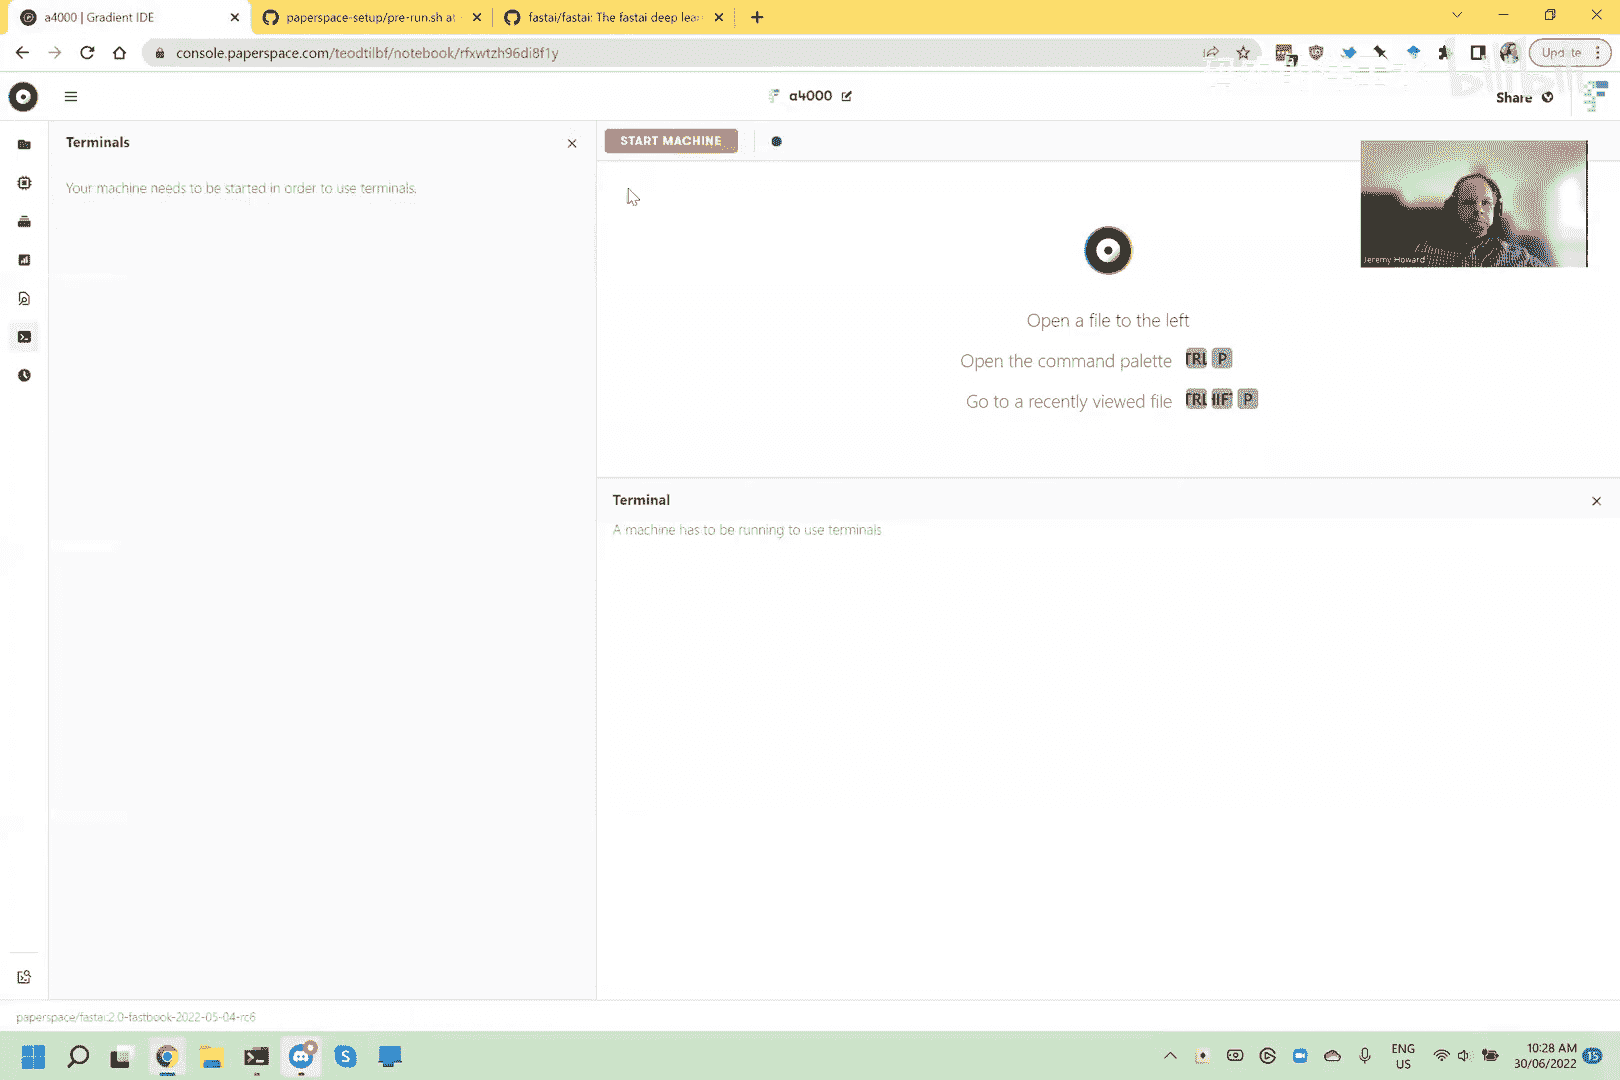 a4000 | Gradient IDE
paperspace-setup/pre-run.sh at
fastai/fastai: The fastai deep lear
console.paperspace.com/teodtilbf/notebook/rfxwtzh96di8f1y
Update
a4000
Share
Terminals
START MACHINE
Your machine needs to be started in order to use terminals.
Jeremy Howard
Open a file to the left
Open the command palette
P
Go to a recently viewed file
P
Terminal
A machine has to be running to use terminals
paperspace/fastai:2.0-fastbook-2022-05-04-rc6
ENG
US
10:28 AM
30/06/2022
15